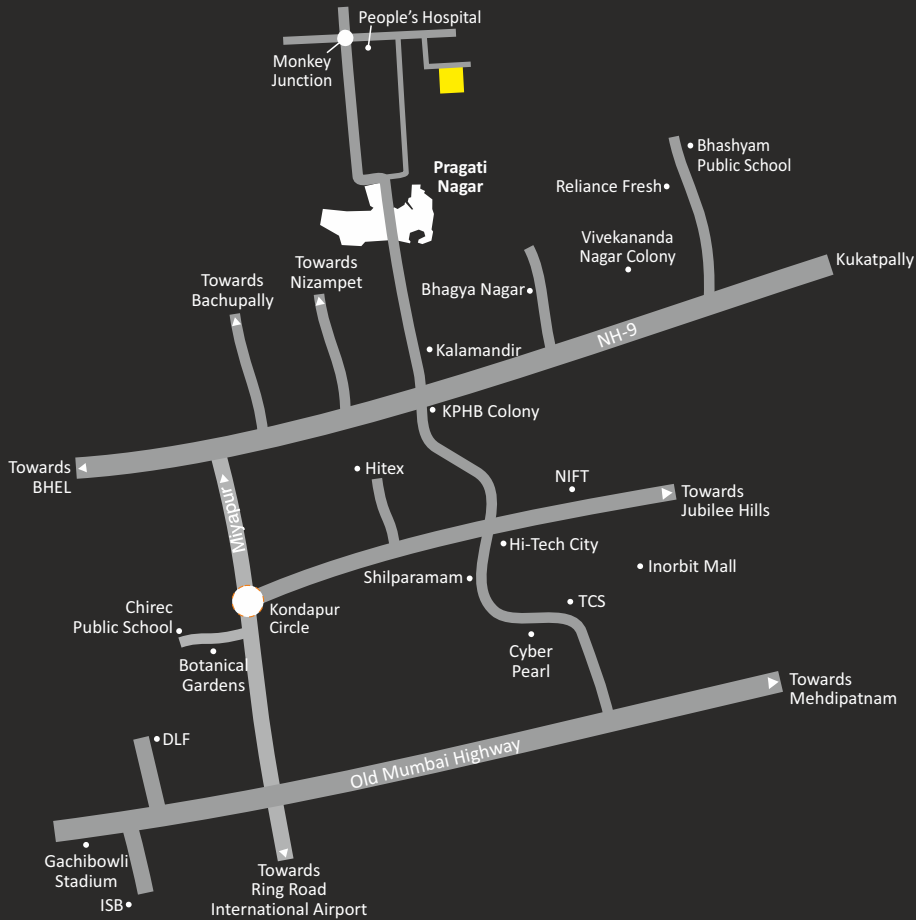 People's Hospital
Monkey
Junction
Pragati
Nagar
Bhashyam
Public School
Reliance Fresh
Vivekananda
Nagar Colony
Kukatpally
Towards
Nizampet
Towards
Bachupally
Bhagya Nagar
NH-9
Kalamandir
KPHB Colony
Towards
BHEL
Hitex
NIFT
Towards
Jubilee Hills
Miyapur
Hi-Tech City
Inorbit Mall
Shilparamam
Kondapur
Circle
TCS
Chirec
Public School
Cyber
Pearl
Botanical
Gardens
Towards
Mehdipatnam
DLF
Old Mumbai Highway
Gachibowli
Stadium
Towards
Ring Road
International Airport
ISB